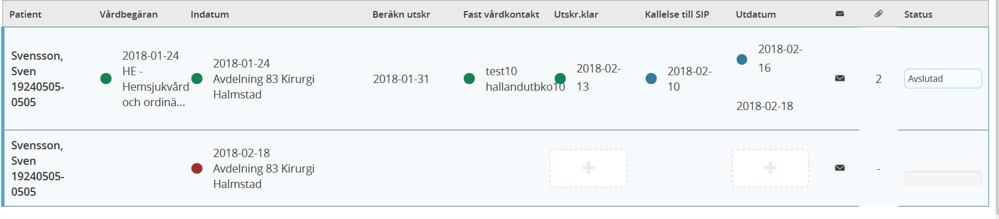 Patient Vårdbegäran Indatum Beräkn utskr Fast vårdkontakt Utskr.klar Kallelse till SIP Utdatum Status
Svensson,
Sven
19240505-
0505
2018-01-24
HE -
Hemsjukvård
och ordinä...
2018-01-24
Avdelning 83 Kirurgi
Halmstad
2018-01-31
test10
hallandutbko10
2018-02-
13
2018-02-
10
2018-02-
16
2018-02-18
2
Avslutad
Svensson,
Sven
19240505-
0505
2018-02-18
Avdelning 83 Kirurgi
Halmstad
+
+
-